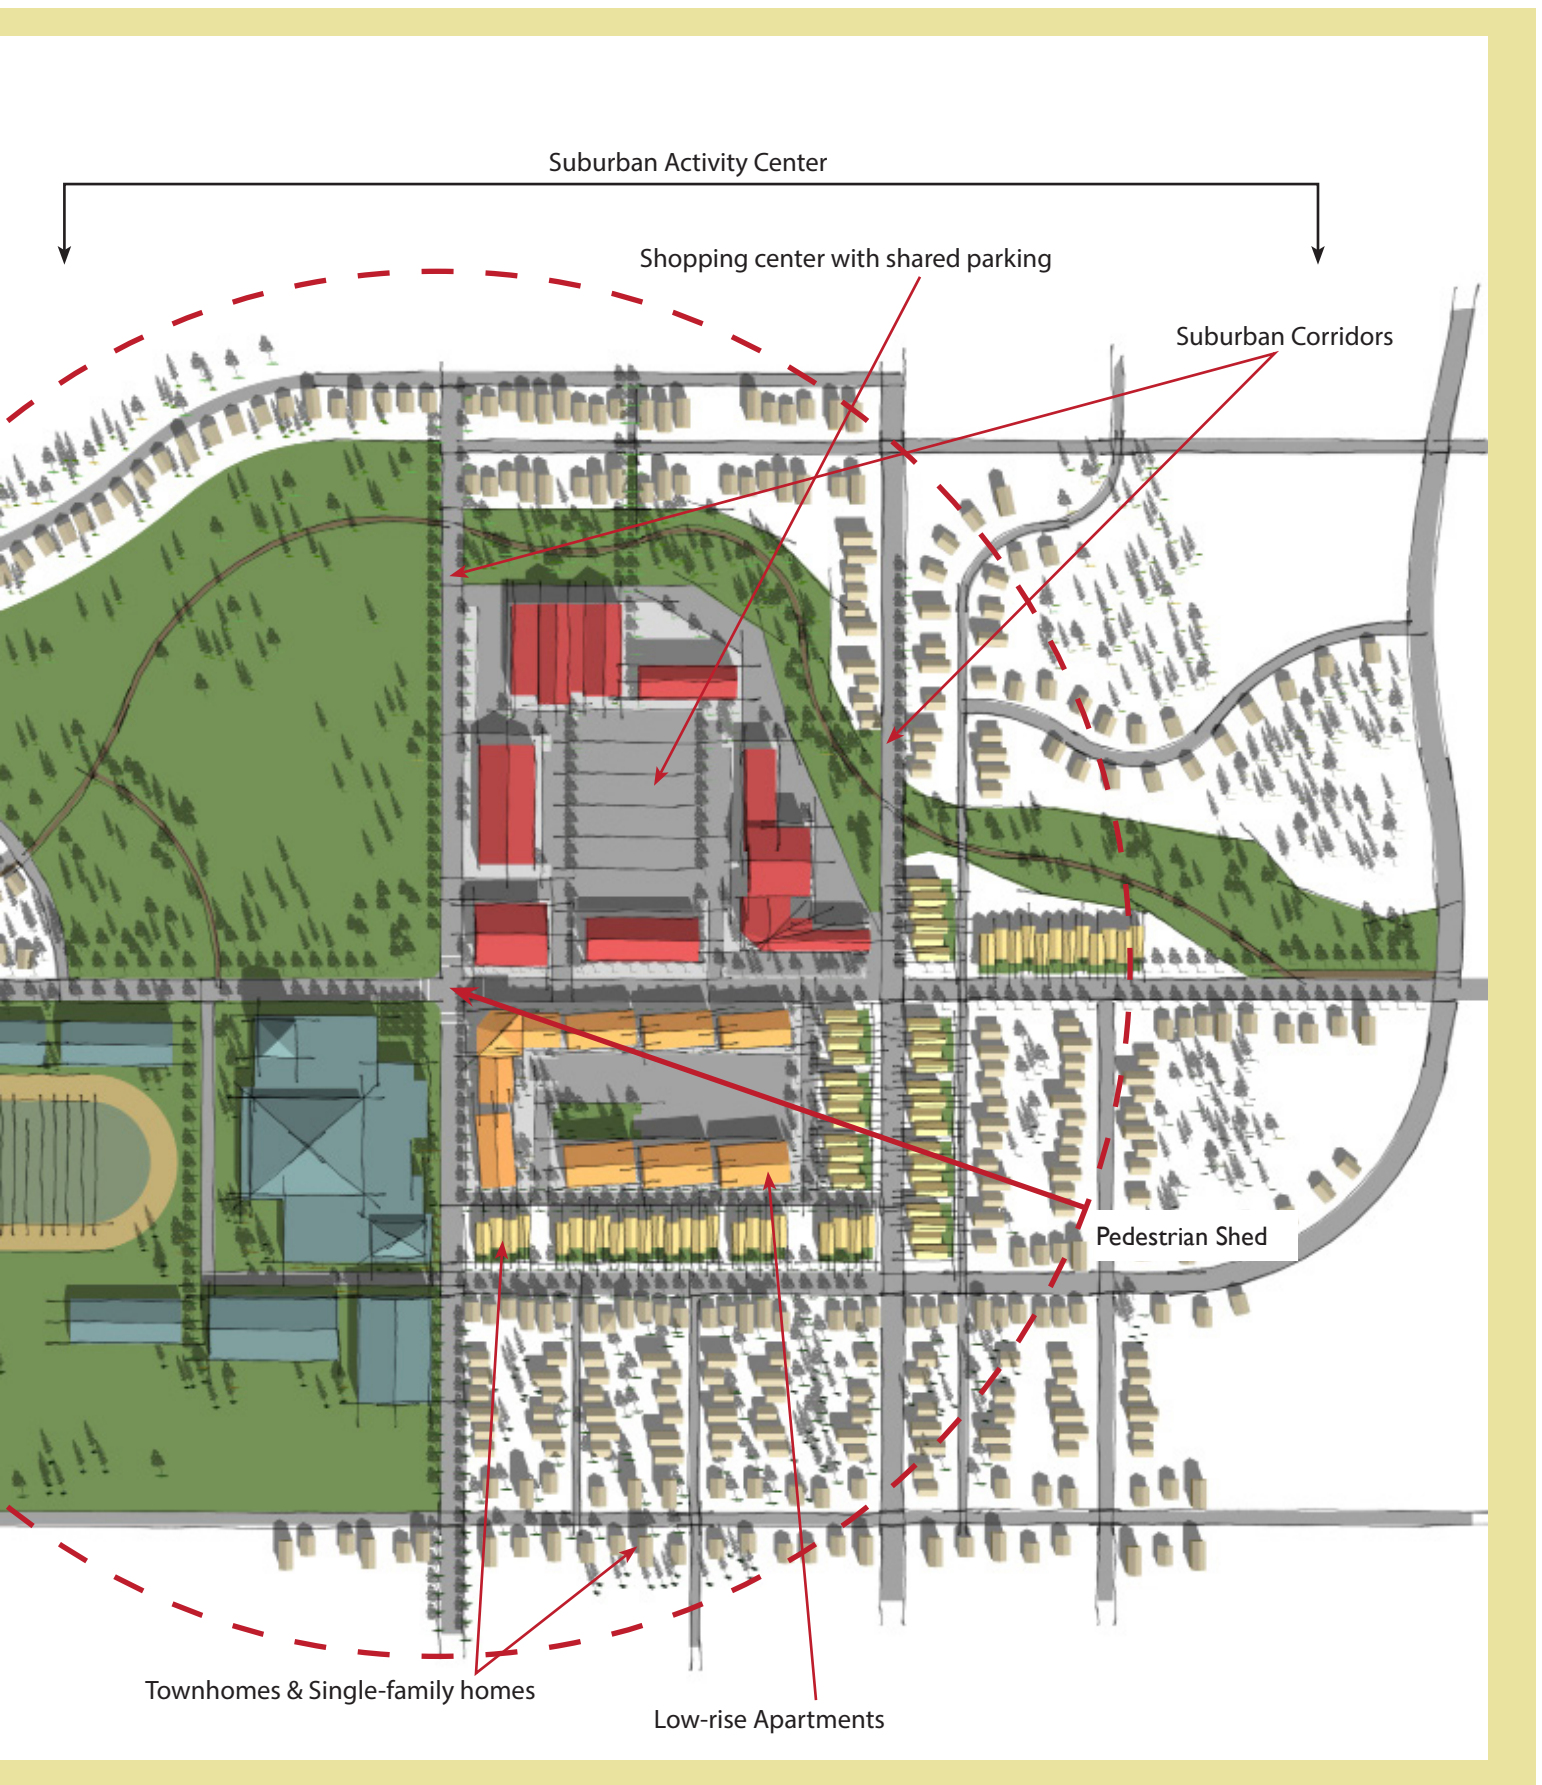 Suburban Activity Center
Shopping center with shared parking
Suburban Corridors
Pedestrian Shed
Townhomes & Single-family homes
Low-rise Apartments